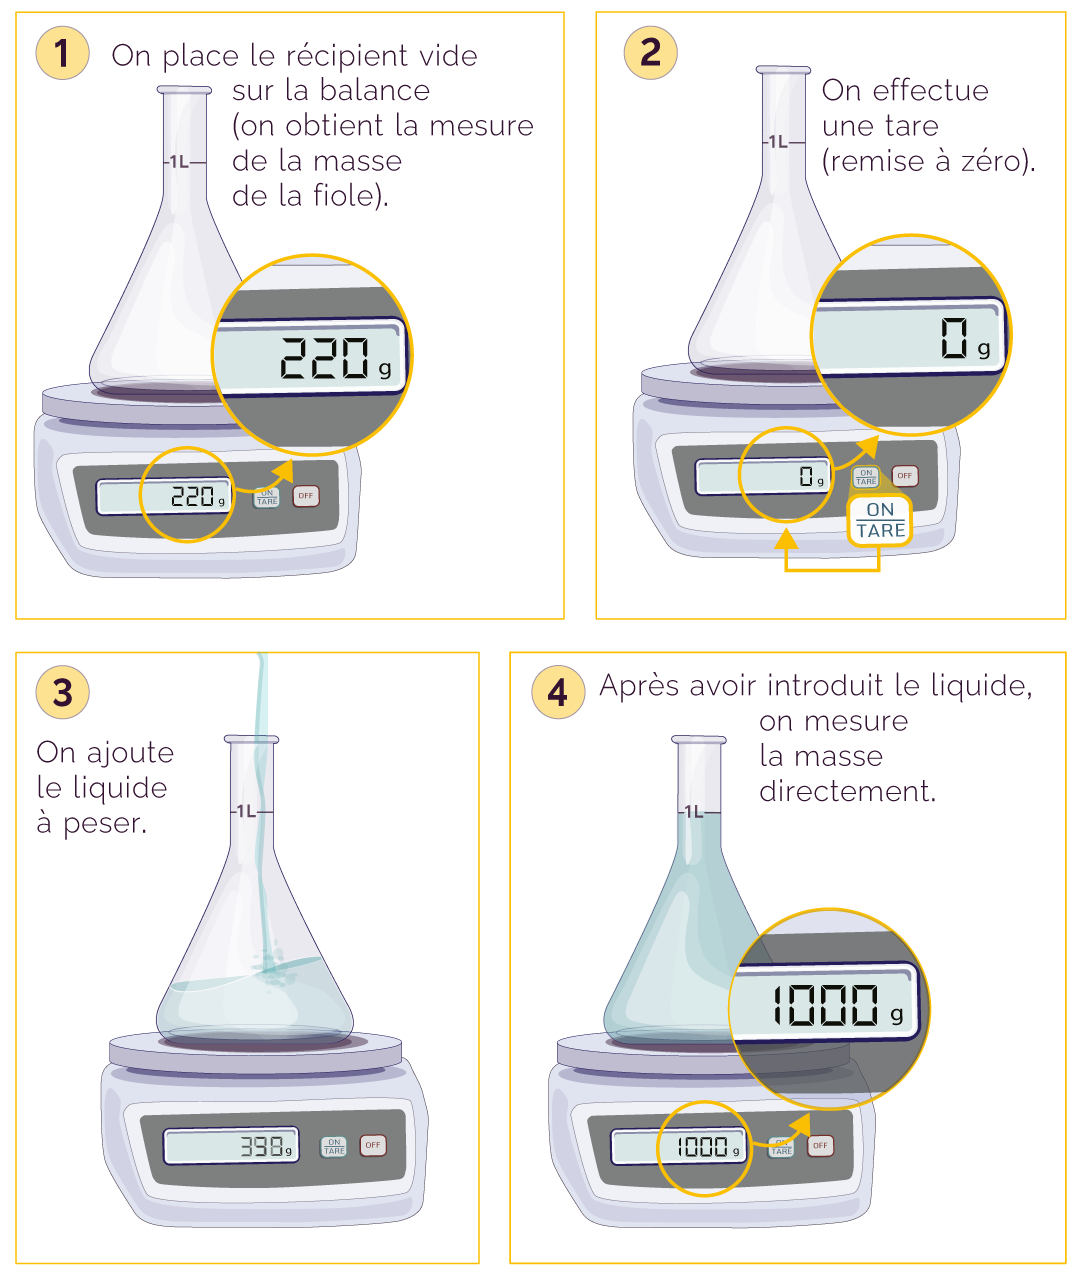 1
On place le récipient vide
sur la balance
(on obtient la mesure
de la masse
de la fiole).
1L
220 g
220 g
ON
TARE
OFF
2
On effectue
une tare
(remise à zéro).
1L
0 g
0 g
ON
TARE
OFF
ON
TARE
3
On ajoute
le liquide
à peser.
1L
398 g
ON
TARE
OFF
4
Après avoir introduit le liquide,
on mesure
la masse
directement.
1L
1000 g
1000 g
ON
TARE
OFF